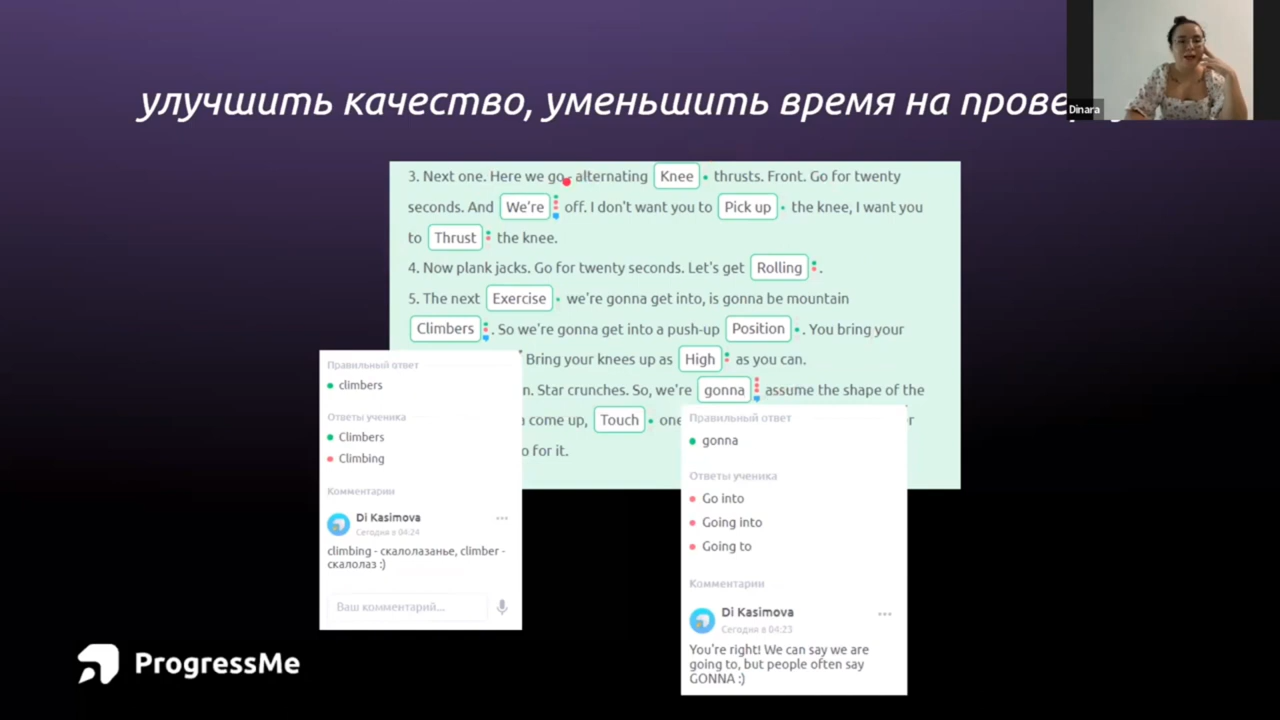 улучшить качество, уменьшить время на
Dinara
3. Next one. Here we go- alternating Knee thrusts. Front. Go for twenty
seconds. And We're off. I don't want you to Pick up the knee, I want you
to Thrust the knee.
4. Now plank jacks. Go for twenty seconds. Let's get Rolling.
5. The next Exercise we're gonna get into, is gonna be mountain
Climbers. So we're gonna get into a push-up Position. You bring your
Bring your knees up as High as you can.
Star crunches. So, we're gonna assume the shape of the
come up, Touch one
for it.
Правильный ответ
climbers
Ответы ученика
Climbers
Climbing
Комментарии
Di Kasimova
Сегодня в 04:24
climbing - скалолазанье, climber -
скалолаз :)
Ваш комментарий...
Правильный ответ
gonna
Ответы ученика
Go into
Going into
Going to
Комментарии
Di Kasimova
Сегодня в 04:23
You're right! We can say we are
going to, but people often say
GONNA :)
ProgressMe